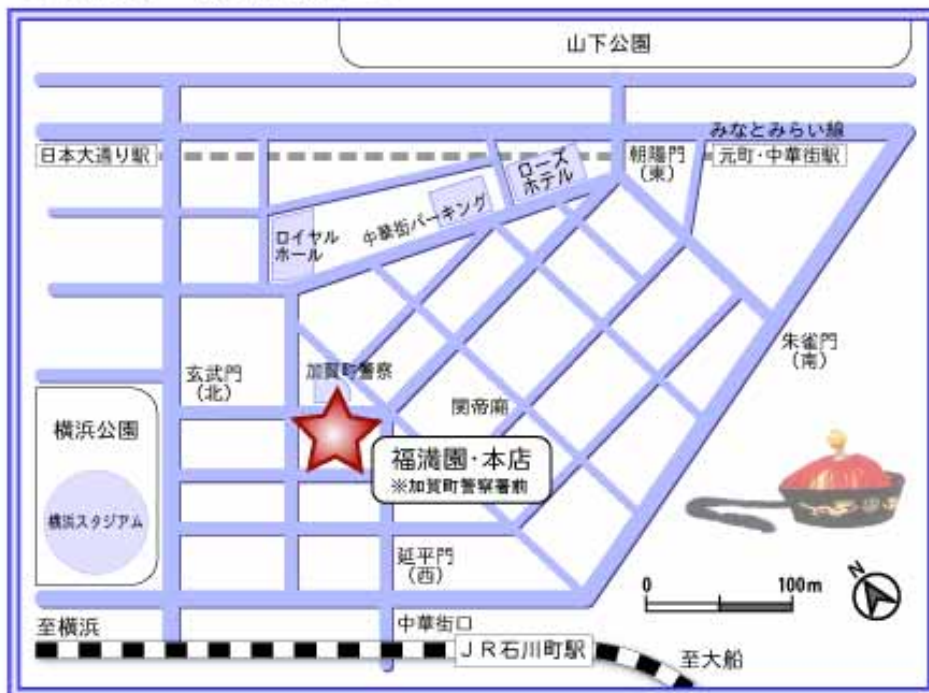 山下公園
みなとみらい線
日本大通り駅
元町・中華街駅
朝陽門
(東)
ローズ
ホテル
中華街パーキング
ロイヤル
ホール
朱雀門
(南)
玄武門
(北)
加賀町警察
関帝廟
横浜公園
横浜スタジアム
福満園・本店
※加賀町警察署前
延平門
(西)
0
100m
N
至横浜
中華街口
JR石川町駅
至大船